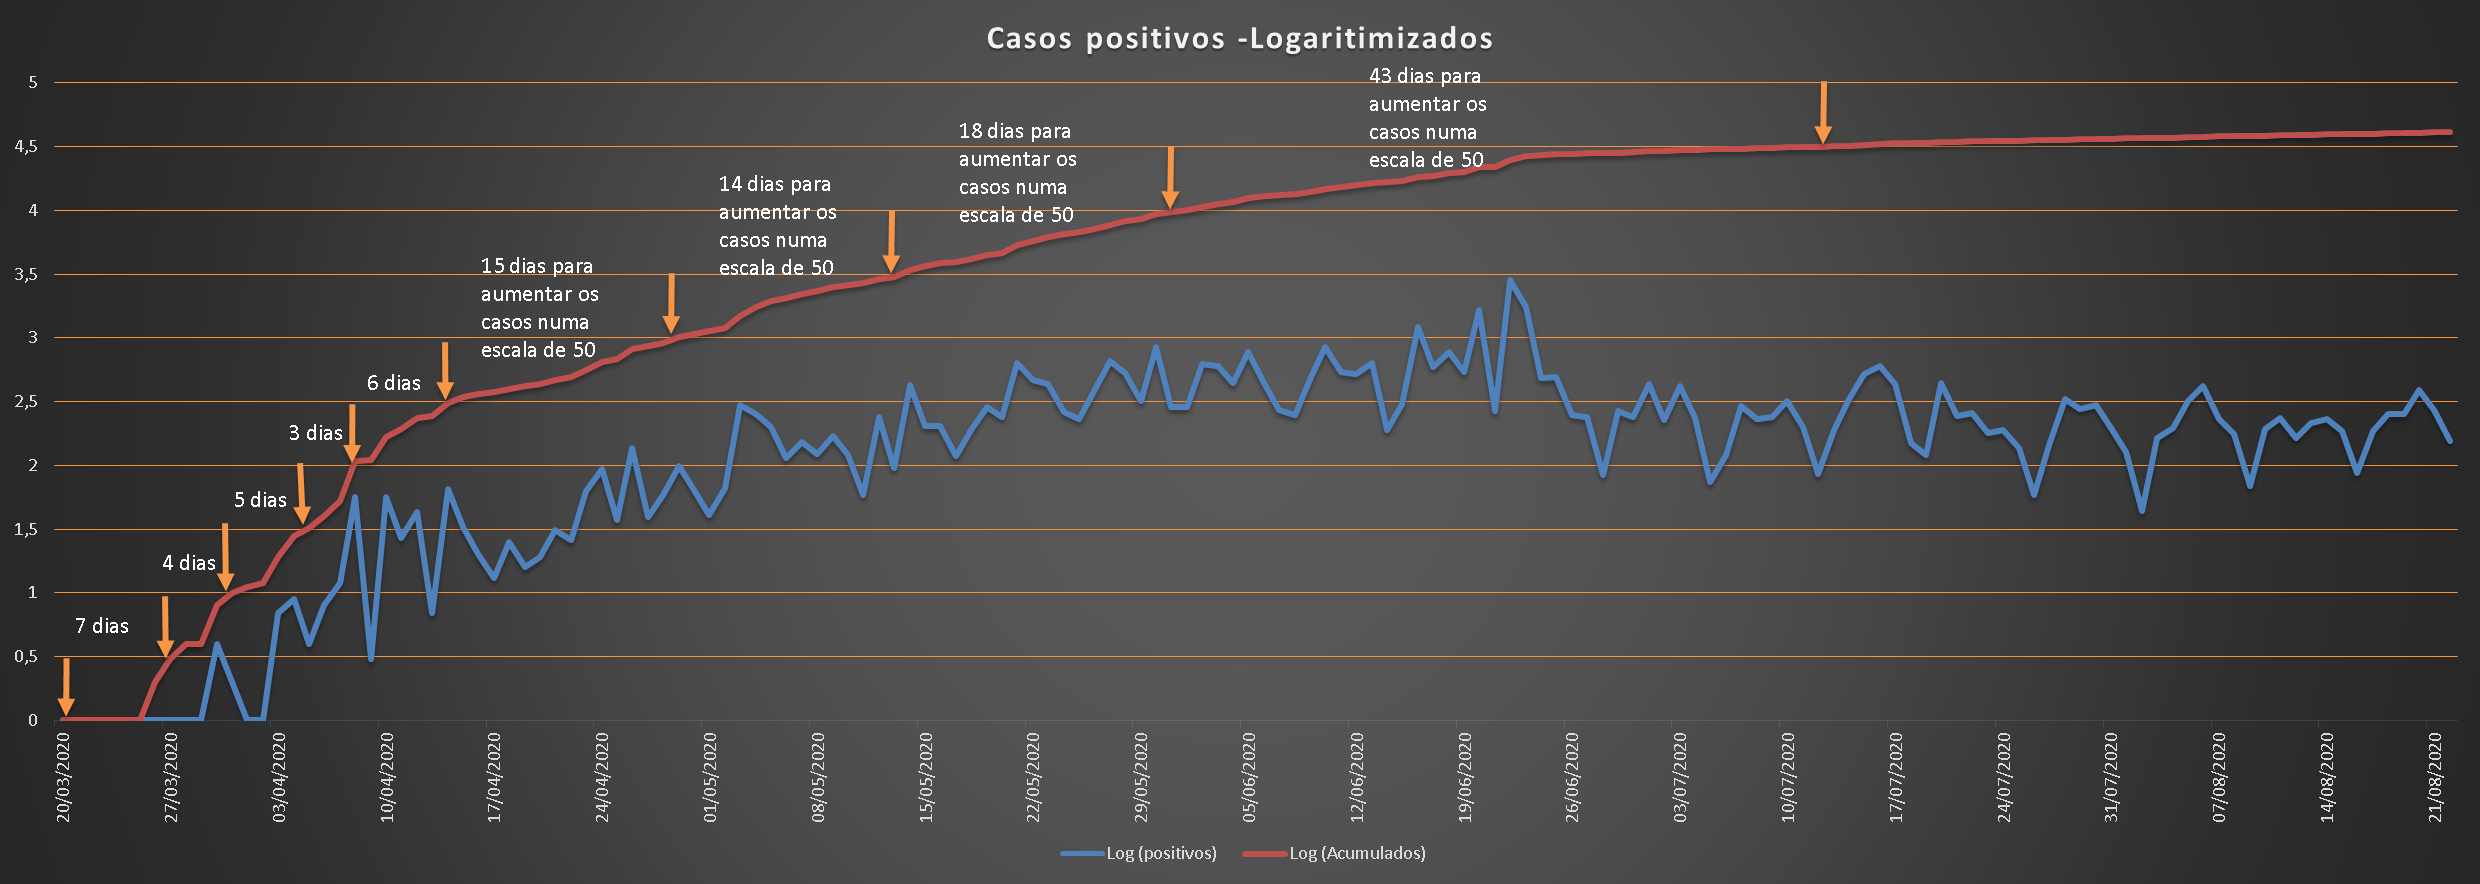 Casos positivos -Logaritimizados
5
4,5
4
3,5
3
2,5
2
1,5
1
0,5
0
7 dias
4 dias
5 dias
3 dias
6 dias
15 dias para
aumentar os
casos numa
escala de 50
14 dias para
aumentar os
casos numa
escala de 50
18 dias para
aumentar os
casos numa
escala de 50
43 dias para
aumentar os
casos numa
escala de 50
20/03/2020
27/03/2020
03/04/2020
10/04/2020
17/04/2020
24/04/2020
01/05/2020
08/05/2020
15/05/2020
22/05/2020
29/05/2020
05/06/2020
12/06/2020
19/06/2020
26/06/2020
03/07/2020
10/07/2020
17/07/2020
24/07/2020
31/07/2020
07/08/2020
14/08/2020
21/08/2020
Log (positivos)
Log (Acumulados)